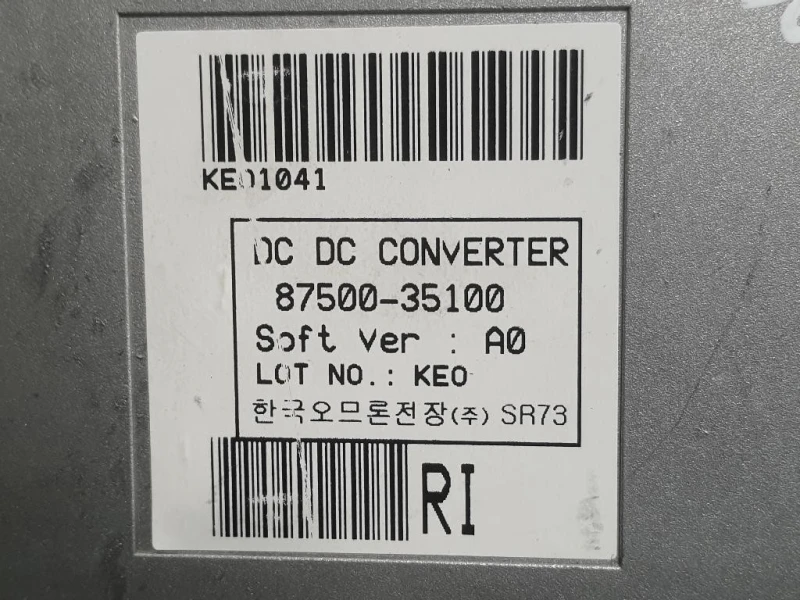 KEO1041
DC DC CONVERTER
87500-35100
Soft Ver : A0
LOT NO.: KEO
한국오므론전장(주) SR73
RI